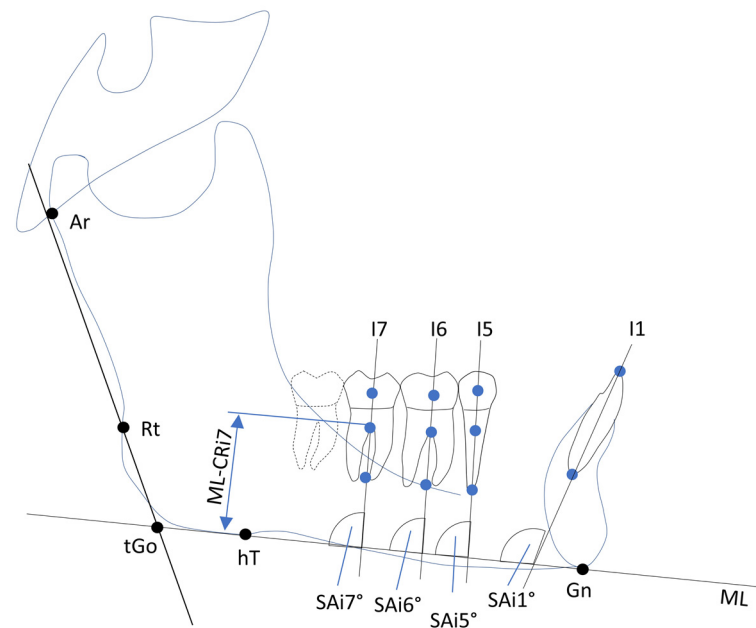 Ar
I7
I6
I5
I1
Rt
ML-CRi7
tGo
hT
Gn
ML
SAi7°
SAi6°
SAi5°
SAi1°